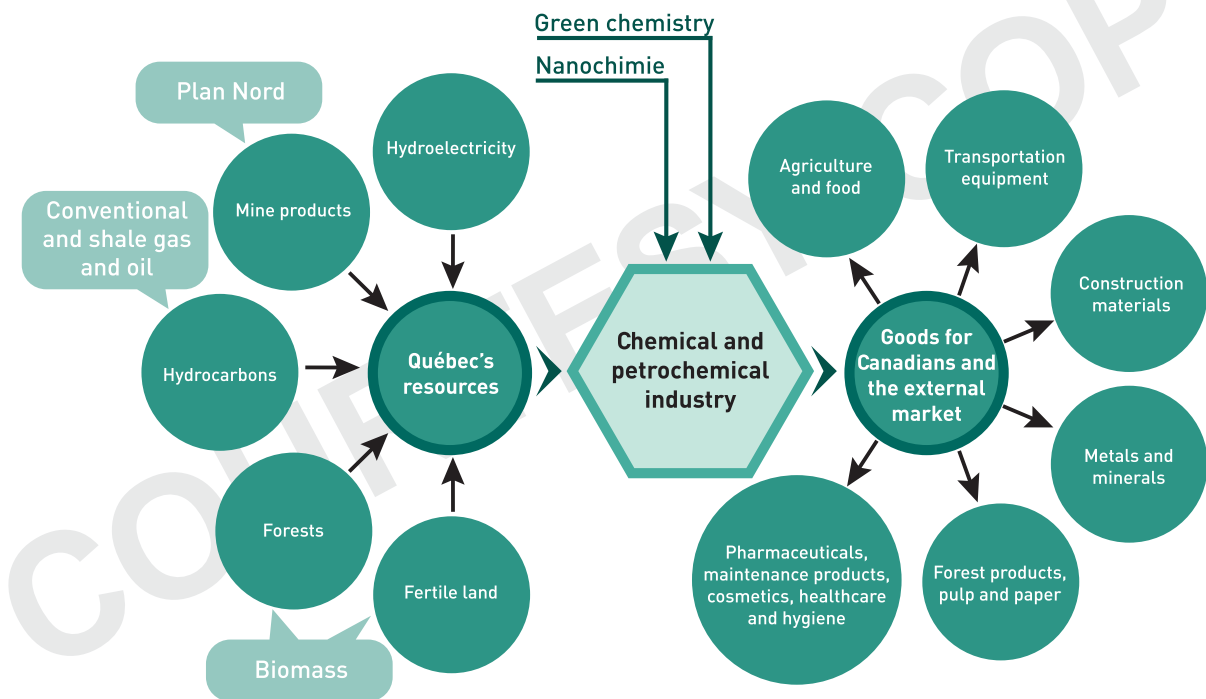 Green chemistry
Nanochimie
Plan Nord
Hydroelectricity
Mine products
Conventional
and shale gas
and oil
Hydrocarbons
Québec's
resources
Forests
Fertile land
Biomass
Chemical and
petrochemical
industry
Goods for
Canadians and
the external
market
Agriculture
and food
Transportation
equipment
Construction
materials
Metals and
minerals
Forest products,
pulp and paper
Pharmaceuticals,
maintenance products,
cosmetics, healthcare
and hygiene
COURTESY COP